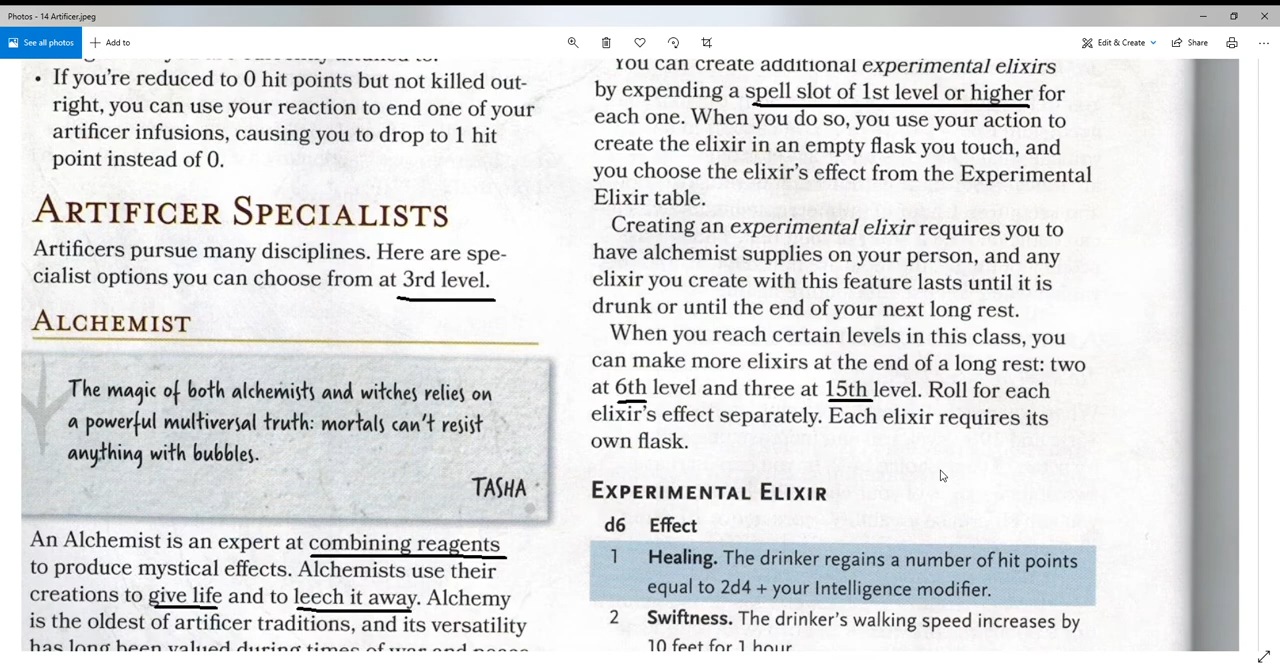 Photos - 14 Artificer.jpeg
See all photos
Add to
Edit & Create
Share
• If you're reduced to 0 hit points but not killed out-
right, you can use your reaction to end one of your
artificer infusions, causing you to drop to 1 hit
point instead of 0.
ARTIFICER SPECIALISTS
Artificers pursue many disciplines. Here are spe-
cialist options you can choose from at 3rd level.
ALCHEMIST
The magic of both alchemists and witches relies on
a powerful multiversal truth: mortals can't resist
anything with bubbles.
TASHA
An Alchemist is an expert at combining reagents
to produce mystical effects. Alchemists use their
creations to give life and to leech it away. Alchemy
is the oldest of artificer traditions, and its versatility
has long been valued during times of war and peace
You can create additional experimental elixirs
by expending a spell slot of 1st level or higher for
each one. When you do so, you use your action to
create the elixir in an empty flask you touch, and
you choose the elixir's effect from the Experimental
Elixir table.
Creating an experimental elixir requires you to
have alchemist supplies on your person, and any
elixir you create with this feature lasts until it is
drunk or until the end of your next long rest.
When you reach certain levels in this class, you
can make more elixirs at the end of a long rest: two
at 6th level and three at 15th level. Roll for each
elixir's effect separately. Each elixir requires its
own flask.
EXPERIMENTAL ELIXIR
d6 Effect
1 Healing. The drinker regains a number of hit points
equal to 2d4 + your Intelligence modifier.
2 Swiftness. The drinker's walking speed increases by
10 feet for 1 hour